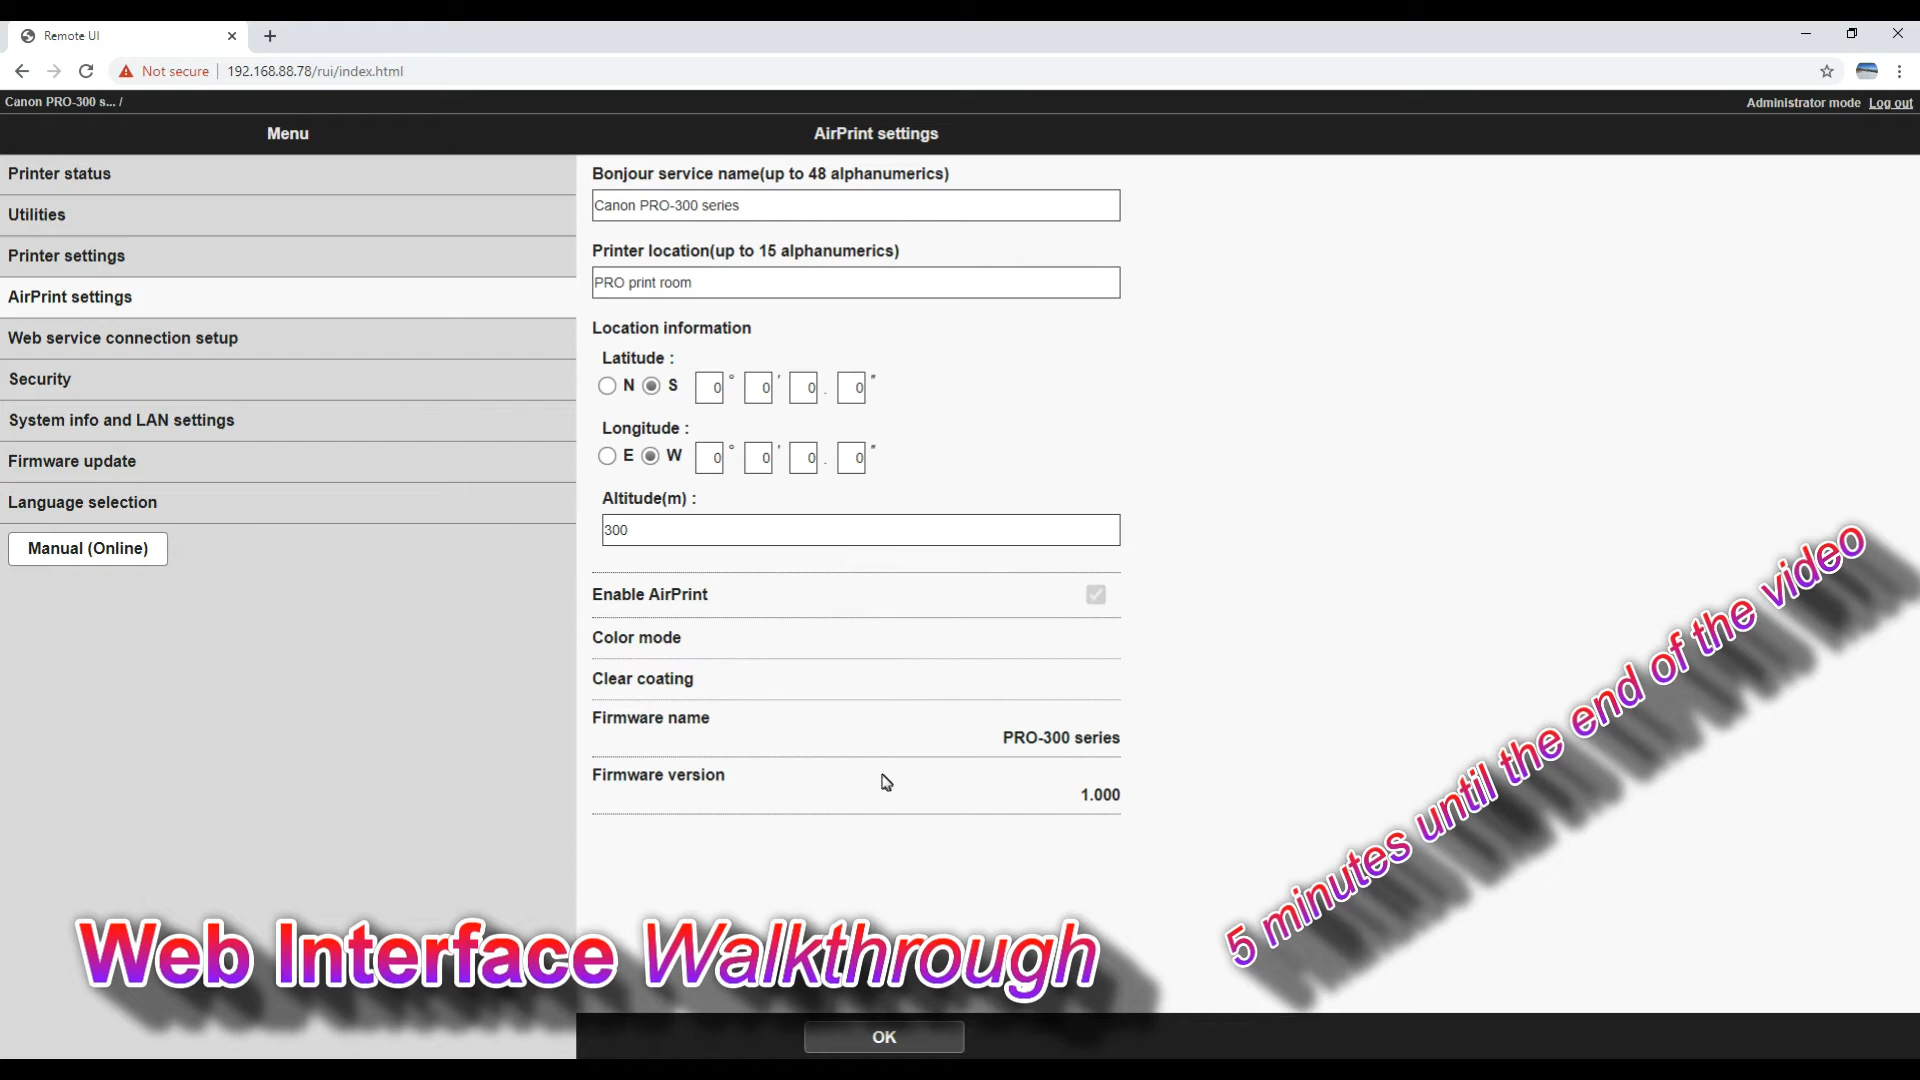 Remote UI
Not secure
192.168.88.78/rui/index.html
Canon PRO-300 s... /
Administrator mode Log out
Menu
AirPrint settings
Printer status
Utilities
Printer settings
AirPrint settings
Web service connection setup
Security
System info and LAN settings
Firmware update
Language selection
Manual (Online)
Bonjour service name(up to 48 alphanumerics)
Canon PRO-300 series
Printer location(up to 15 alphanumerics)
PRO print room
Location information
Latitude :
N S 0 ° 0 ′ 0 . 0 ″
Longitude :
E W 0 ° 0 ′ 0 . 0 ″
Altitude(m) :
300
Enable AirPrint
Color mode
Clear coating
Firmware name
PRO-300 series
Firmware version
1.000
OK
Web Interface Walkthrough
5 minutes until the end of the video